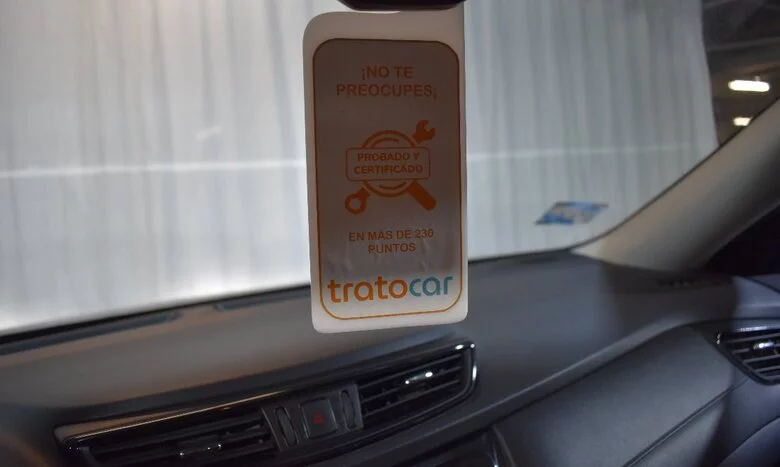 ¡NO TE
PREOCUPES¡
PROBADO Y
CERTIFICADO
EN MÁS DE 230
PUNTOS
tratocar